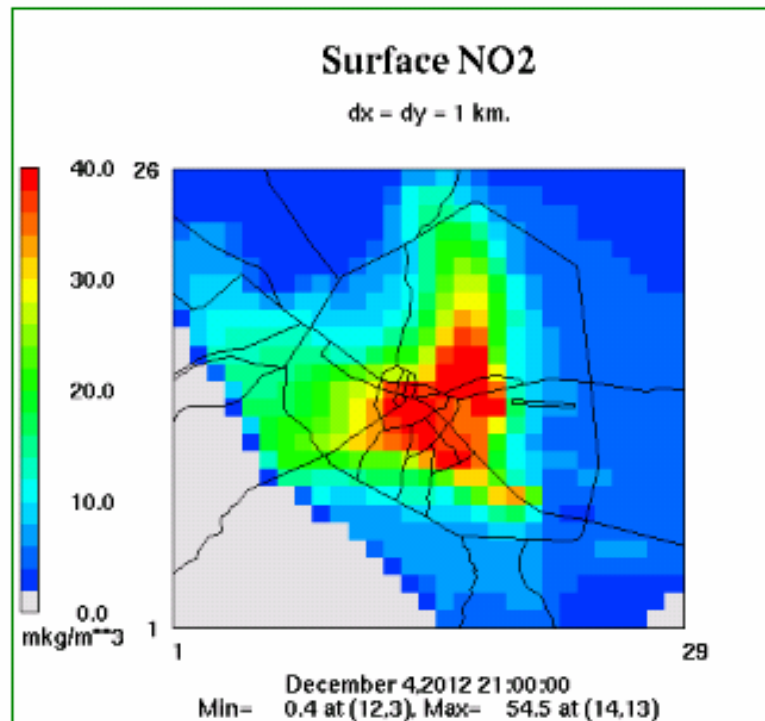 Surface NO2
dx = dy = 1 km.
40.0
26
30.0
20.0
10.0
0.0
mkg/m**3
1
1
29
December 4,2012 21:00:00
Min= 0.4 at (12,3), Max= 54.5 at (14,13)